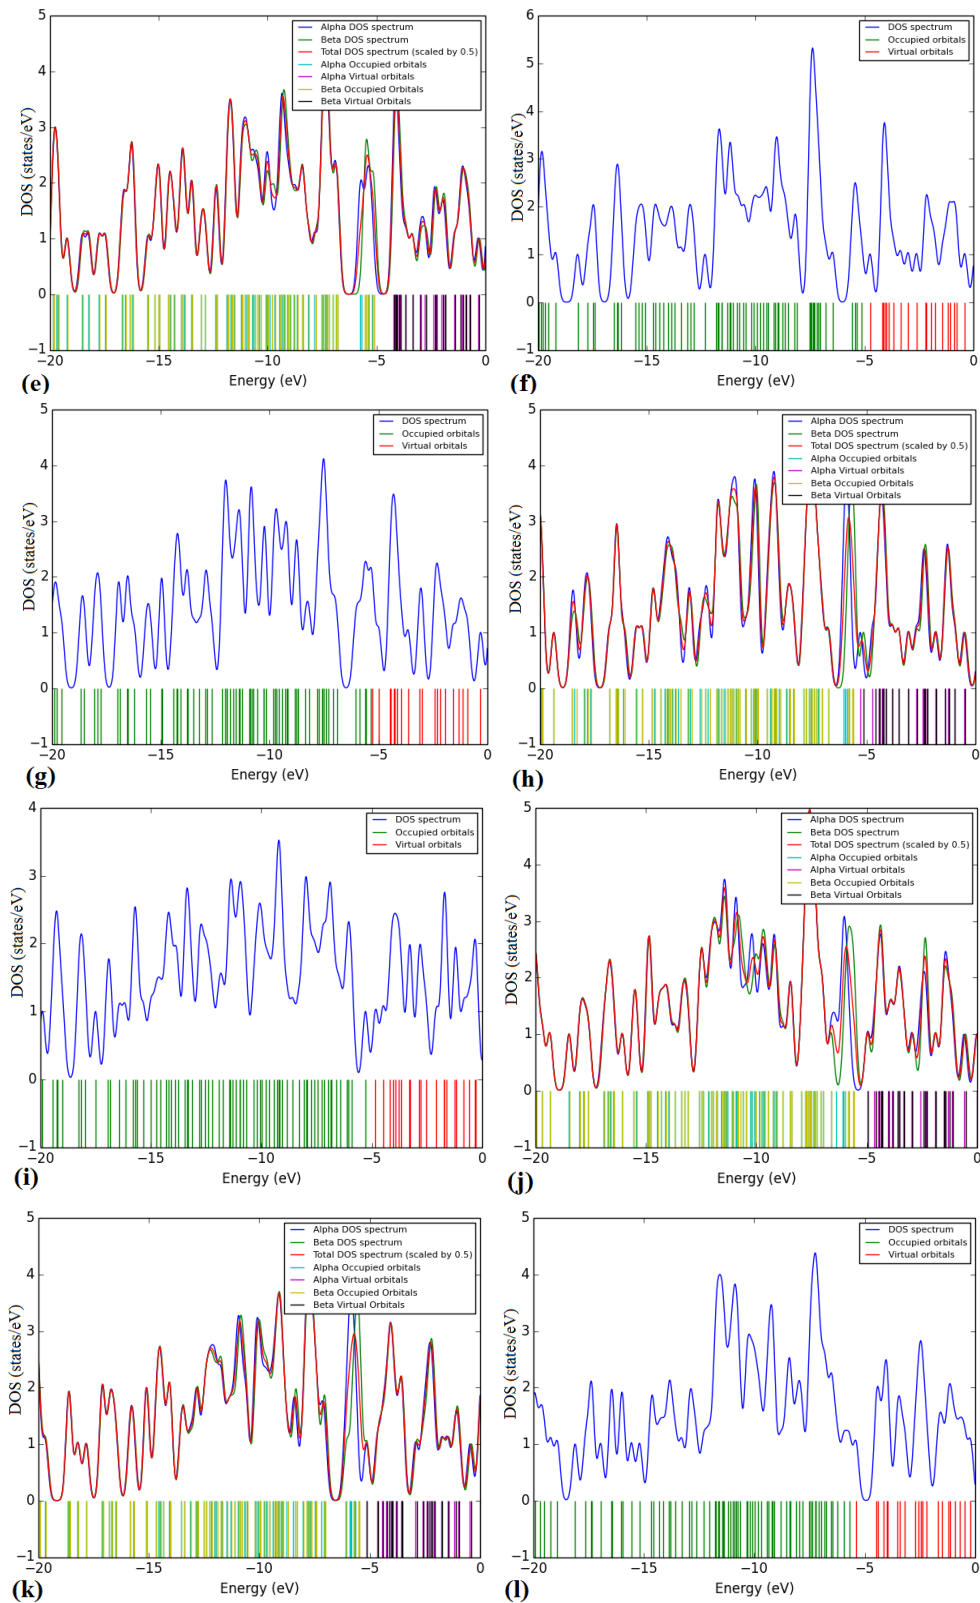 Alpha DOS spectrum
Beta DOS spectrum
Total DOS spectrum (scaled by 0.5)
Alpha Occupied orbitals
Alpha Virtual orbitals
Beta Occupied Orbitals
Beta Virtual Orbitals
5
4
3
2
1
0
−1
DOS (states/eV)
−20 −15 −10 −5 0
Energy (eV)
(e)
DOS spectrum
Occupied orbitals
Virtual orbitals
6
5
4
3
2
1
0
−1
DOS (states/eV)
−20 −15 −10 −5 0
Energy (eV)
(f)
DOS spectrum
Occupied orbitals
Virtual orbitals
5
4
3
2
1
0
−1
DOS (states/eV)
−20 −15 −10 −5 0
Energy (eV)
(g)
Alpha DOS spectrum
Beta DOS spectrum
Total DOS spectrum (scaled by 0.5)
Alpha Occupied orbitals
Alpha Virtual orbitals
Beta Occupied Orbitals
Beta Virtual Orbitals
5
4
3
2
1
0
−1
DOS (states/eV)
−20 −15 −10 −5 0
Energy (eV)
(h)
DOS spectrum
Occupied orbitals
Virtual orbitals
4
3
2
1
0
−1
DOS (states/eV)
−20 −15 −10 −5 0
Energy (eV)
(i)
Alpha DOS spectrum
Beta DOS spectrum
Total DOS spectrum (scaled by 0.5)
Alpha Occupied orbitals
Alpha Virtual orbitals
Beta Occupied Orbitals
Beta Virtual Orbitals
5
4
3
2
1
0
−1
DOS (states/eV)
−20 −15 −10 −5 0
Energy (eV)
(j)
Alpha DOS spectrum
Beta DOS spectrum
Total DOS spectrum (scaled by 0.5)
Alpha Occupied orbitals
Alpha Virtual orbitals
Beta Occupied Orbitals
Beta Virtual Orbitals
5
4
3
2
1
0
−1
DOS (states/eV)
−20 −15 −10 −5 0
Energy (eV)
(k)
DOS spectrum
Occupied orbitals
Virtual orbitals
5
4
3
2
1
0
−1
DOS (states/eV)
−20 −15 −10 −5 0
Energy (eV)
(l)